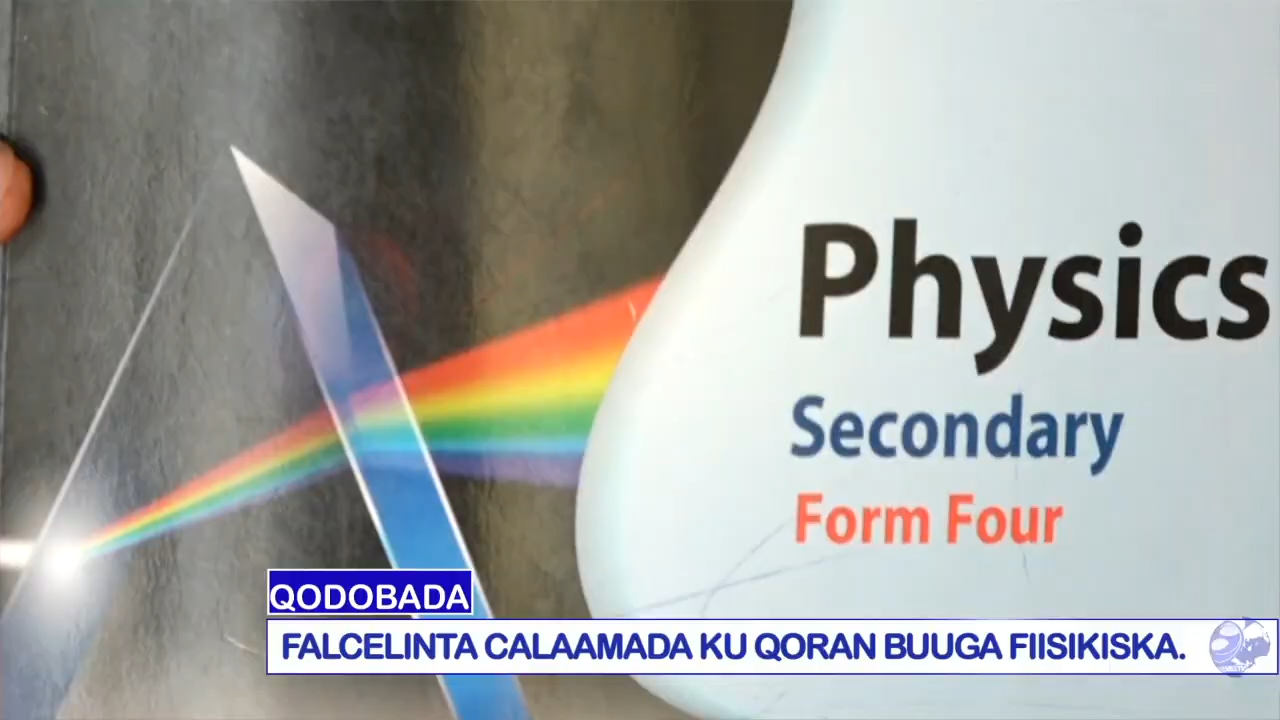 Physics
Secondary
Form Four
QODOBADA
FALCELINTA CALAAMADA KU QORAN BUUGA FIISIKISKA.